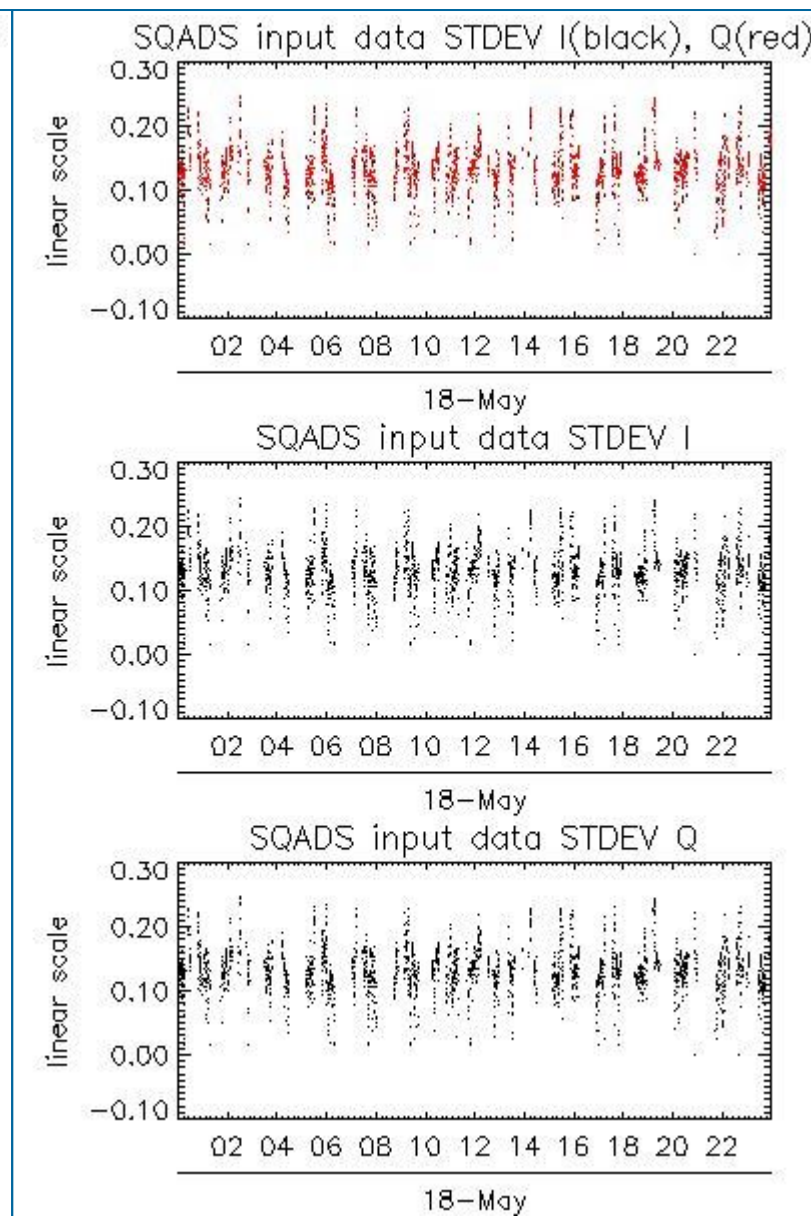 SQADS input data STDEV I(black), Q(red)
0.30
0.20
0.10
0.00
−0.10
linear scale
02 04 06 08 10 12 14 16 18 20 22
18−May
SQADS input data STDEV I
0.30
0.20
0.10
0.00
−0.10
linear scale
02 04 06 08 10 12 14 16 18 20 22
18−May
SQADS input data STDEV Q
0.30
0.20
0.10
0.00
−0.10
linear scale
02 04 06 08 10 12 14 16 18 20 22
18−May